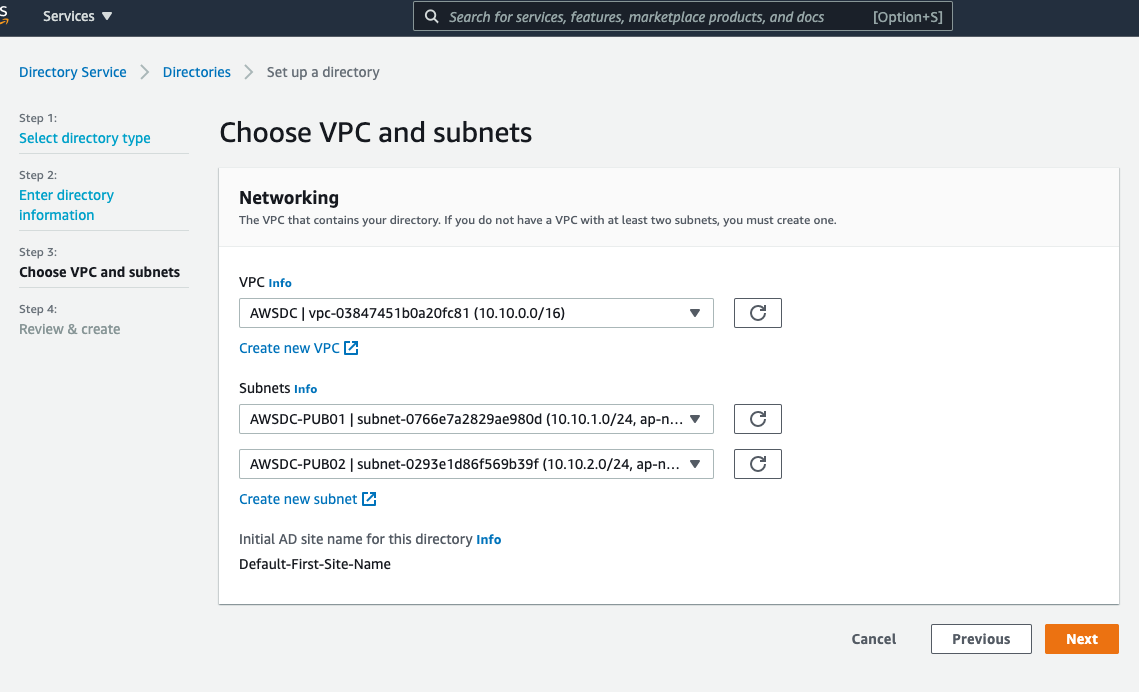 Services
Search for services, features, marketplace products, and docs [Option+S]
Directory Service Directories Set up a directory
Step 1:
Select directory type
Step 2:
Enter directory
information
Step 3:
Choose VPC and subnets
Step 4:
Review & create
Choose VPC and subnets
Networking
The VPC that contains your directory. If you do not have a VPC with at least two subnets, you must create one.
VPC Info
AWSDC | vpc-03847451b0a20fc81 (10.10.0.0/16)
Create new VPC
Subnets Info
AWSDC-PUB01 | subnet-0766e7a2829ae980d (10.10.1.0/24, ap-n...
AWSDC-PUB02 | subnet-0293e1d86f569b39f (10.10.2.0/24, ap-n...
Create new subnet
Initial AD site name for this directory Info
Default-First-Site-Name
Cancel Previous Next